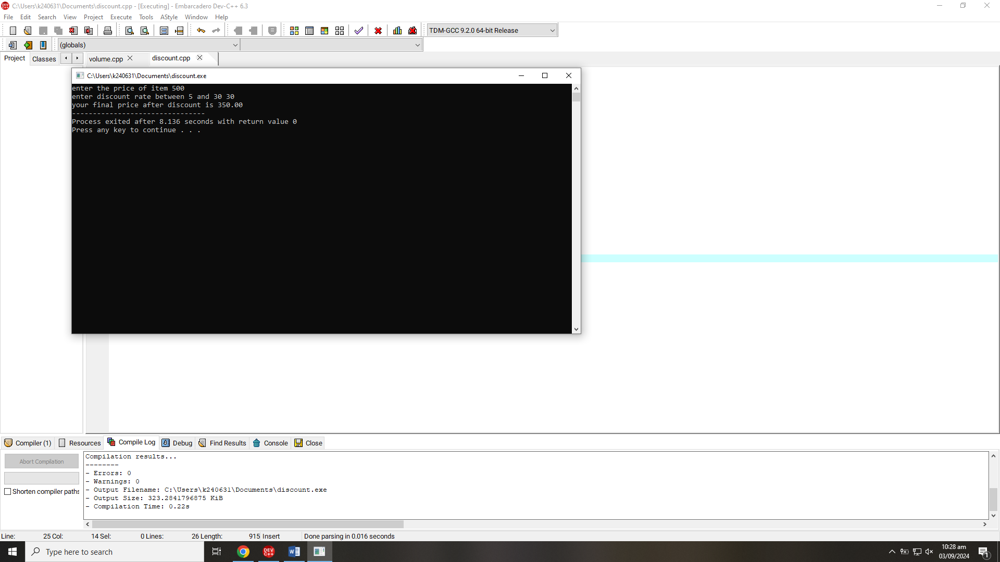 C:\Users\k240631\Documents\discount.cpp - [Executing] - Embarcadero Dev-C++ 6.3
File Edit Search View Project Execute Tools AStyle Window Help
TDM-GCC 9.2.0 64-bit Release
(globals)
Project Classes volume.cpp discount.cpp
C:\Users\k240631\Documents\discount.exe
enter the price of item 500
enter discount rate between 5 and 30 30
your final price after discount is 350.00
--------------------------------
Process exited after 8.136 seconds with return value 0
Press any key to continue . . .
Compiler (1) Resources Compile Log Debug Find Results Console Close
Abort Compilation
Shorten compiler paths
Compilation results...
--------
- Errors: 0
- Warnings: 0
- Output Filename: C:\Users\k240631\Documents\discount.exe
- Output Size: 323.2841796875 KiB
- Compilation Time: 0.22s
Line: 25 Col: 14 Sel: 0 Lines: 26 Length: 915 Insert Done parsing in 0.016 seconds
Type here to search
DEV C++
10:28 am
03/09/2024
1